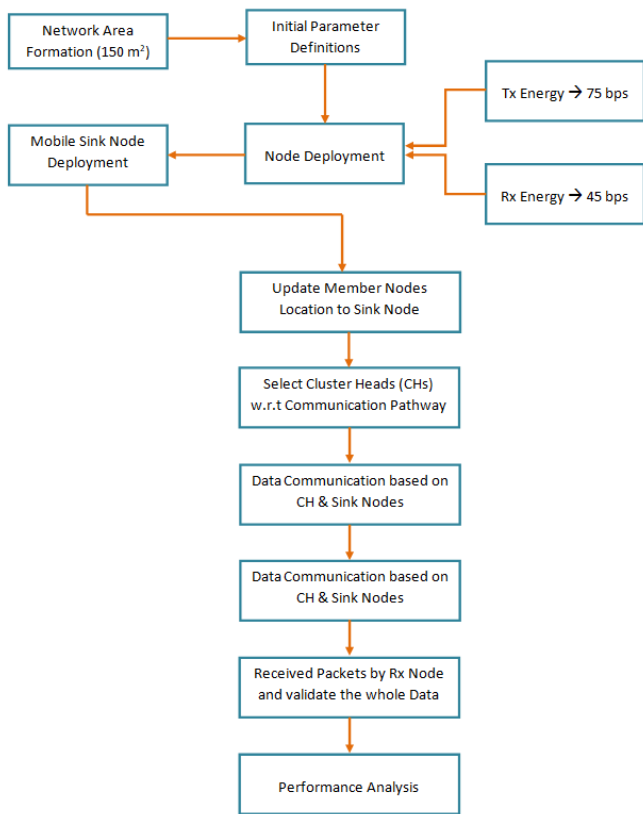 Network Area
Formation (150 m²)
Initial Parameter
Definitions
Tx Energy → 75 bps
Mobile Sink Node
Deployment
Node Deployment
Rx Energy → 45 bps
Update Member Nodes
Location to Sink Node
Select Cluster Heads (CHs)
w.r.t Communication Pathway
Data Communication based on
CH & Sink Nodes
Data Communication based on
CH & Sink Nodes
Received Packets by Rx Node
and validate the whole Data
Performance Analysis